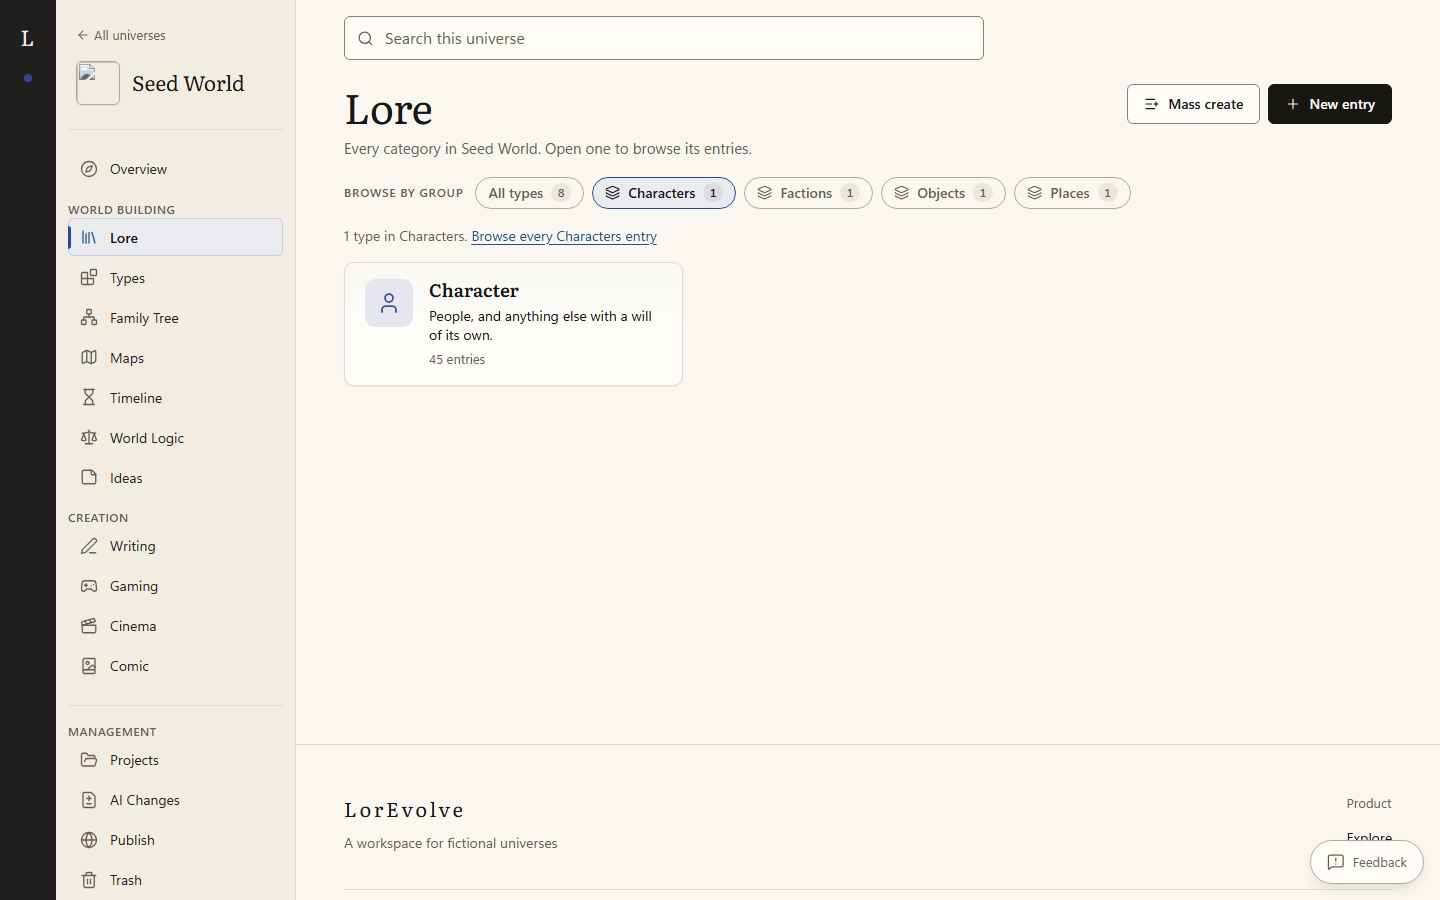 L
All universes
Seed World
Overview
WORLD BUILDING
Lore
Types
Family Tree
Maps
Timeline
World Logic
Ideas
CREATION
Writing
Gaming
Cinema
Comic
MANAGEMENT
Projects
AI Changes
Publish
Trash
Search this universe
Lore
Mass create
New entry
Every category in Seed World. Open one to browse its entries.
BROWSE BY GROUP All types 8 Characters 1 Factions 1 Objects 1 Places 1
1 type in Characters. Browse every Characters entry
Character
People, and anything else with a will
of its own.
45 entries
LorEvolve
A workspace for fictional universes
Product
Explore
Feedback